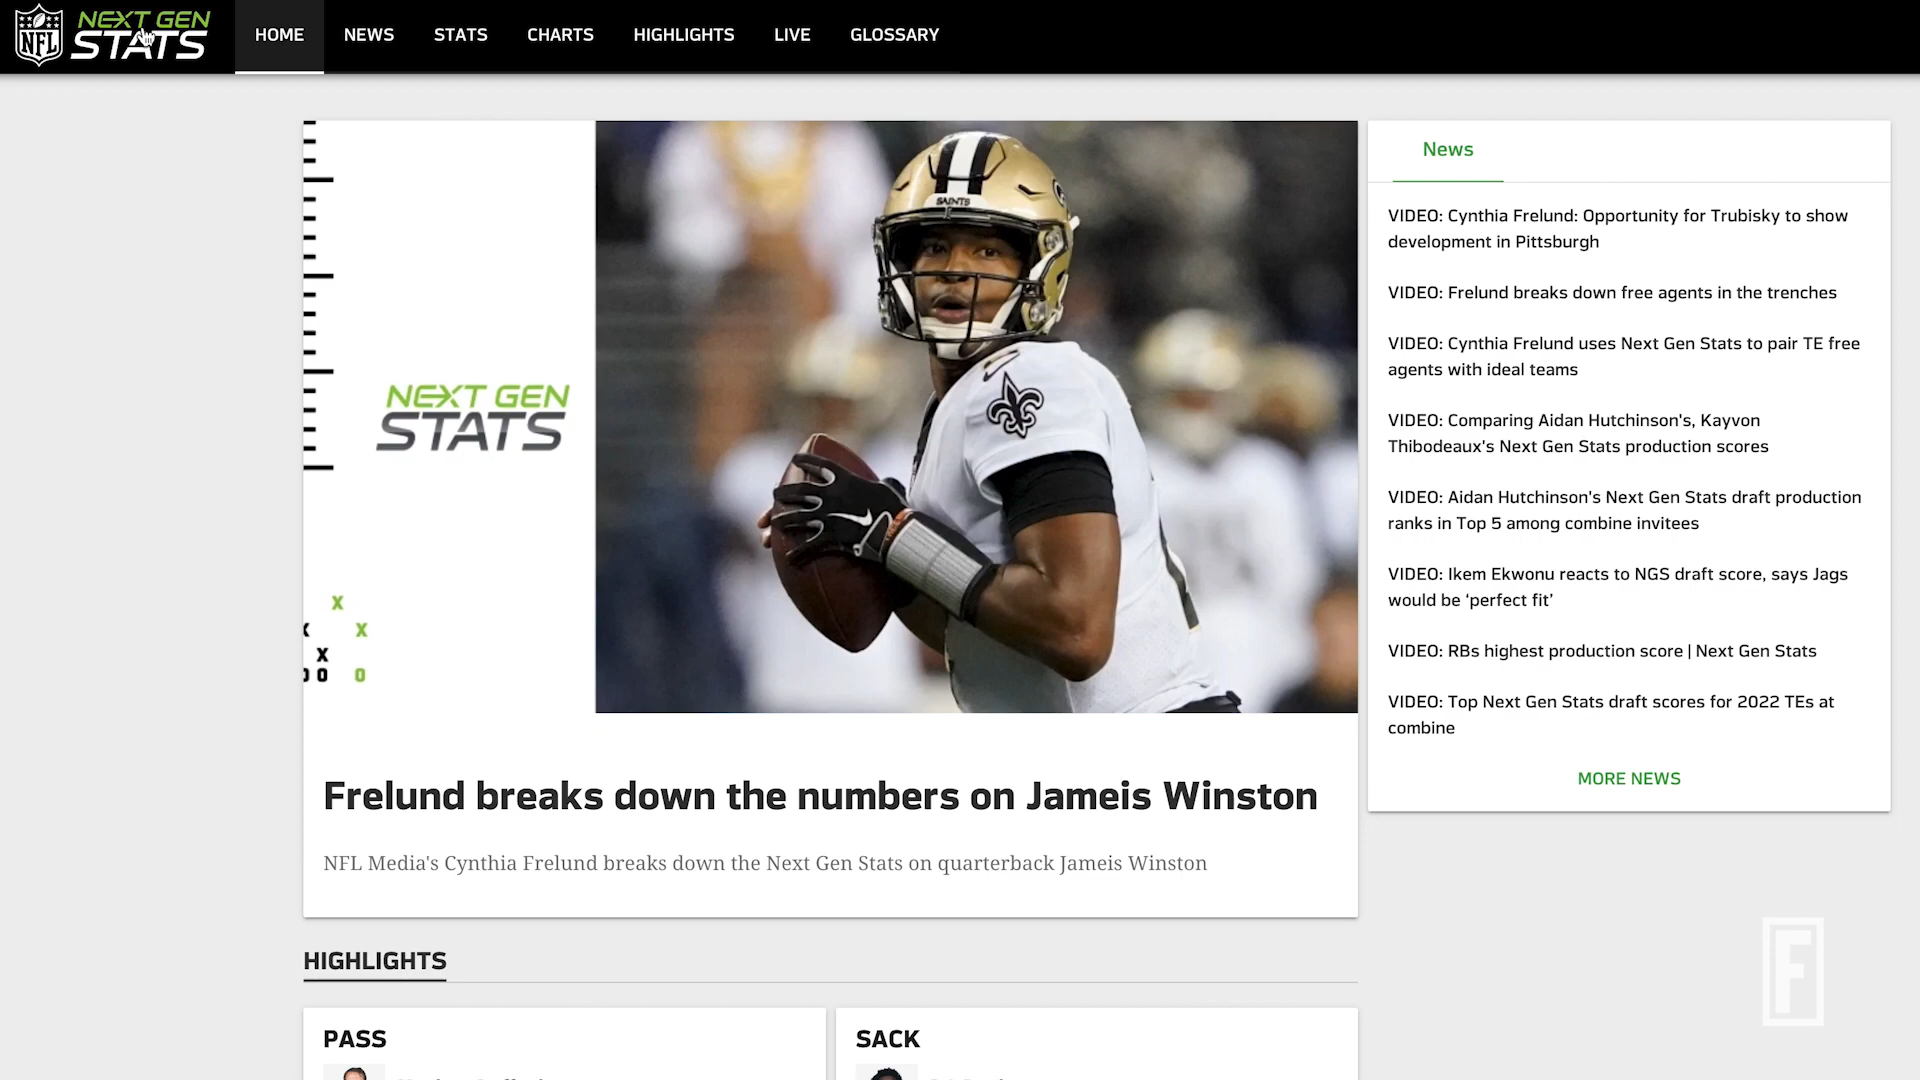 NFL
NEXT GEN
STATS
HOME NEWS STATS CHARTS HIGHLIGHTS LIVE GLOSSARY
SAINTS
NEXT GEN
STATS
X
X
X
O
O
Frelund breaks down the numbers on Jameis Winston
NFL Media's Cynthia Frelund breaks down the Next Gen Stats on quarterback Jameis Winston
News
VIDEO: Cynthia Frelund: Opportunity for Trubisky to show
development in Pittsburgh
VIDEO: Frelund breaks down free agents in the trenches
VIDEO: Cynthia Frelund uses Next Gen Stats to pair TE free
agents with ideal teams
VIDEO: Comparing Aidan Hutchinson's, Kayvon
Thibodeaux's Next Gen Stats production scores
VIDEO: Aidan Hutchinson's Next Gen Stats draft production
ranks in Top 5 among combine invitees
VIDEO: Ikem Ekwonu reacts to NGS draft score, says Jags
would be ‘perfect fit’
VIDEO: RBs highest production score | Next Gen Stats
VIDEO: Top Next Gen Stats draft scores for 2022 TEs at
combine
MORE NEWS
HIGHLIGHTS
PASS
SACK
F